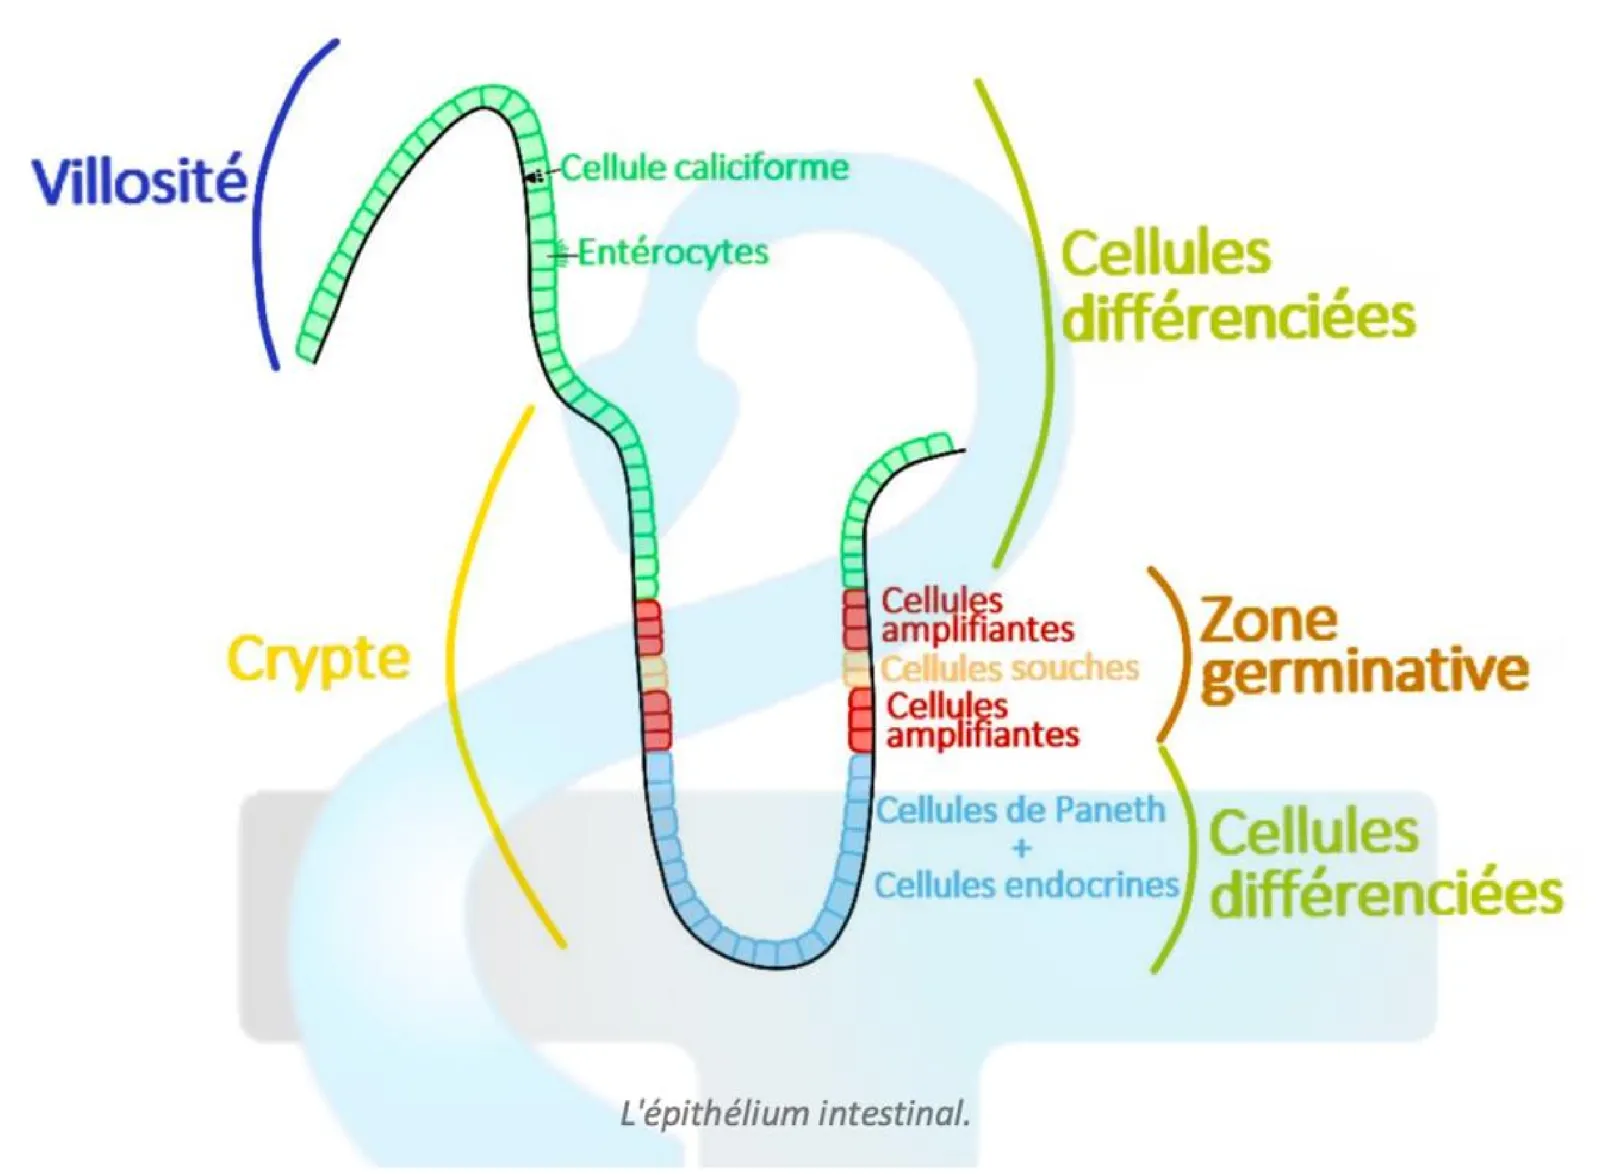 Villosité
Cellule caliciforme
Entérocytes
Cellules
différenciées
Crypte
Cellules
amplifiantes
Cellules souches
Cellules
amplifiantes
Zone
germinative
Cellules de Paneth
+
Cellules endocrines
Cellules
différenciées
L'épithélium intestinal.